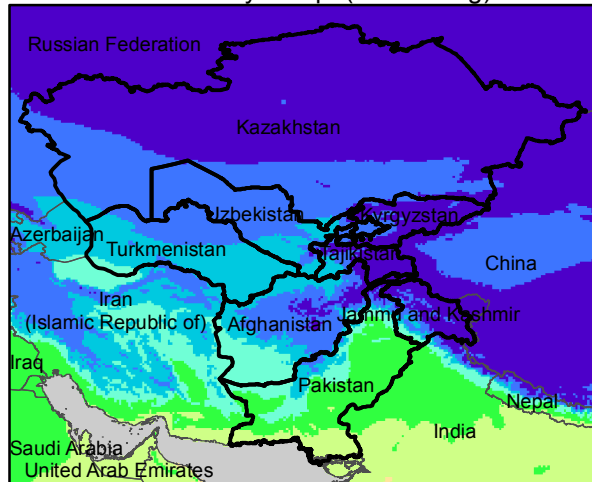 Russian Federation
Kazakhstan
Uzbekistan
Kyrgyzstan
Azerbaijan
Turkmenistan
Tajikistan
China
Iran
(Islamic Republic of)
Afghanistan
Jammu and Kashmir
Iraq
Pakistan
Nepal
India
Saudi Arabia
United Arab Emirates